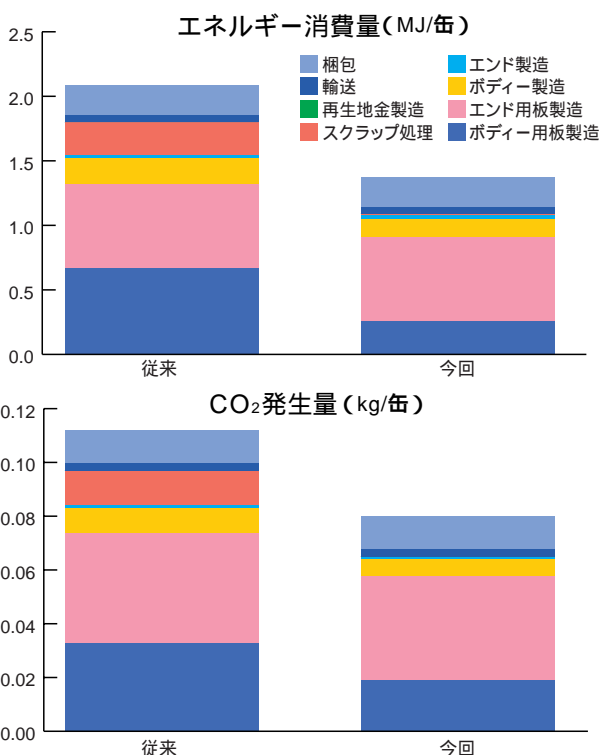 エネルギー消費量（MJ/缶）
2.5
2.0
1.5
1.0
0.5
0.0
梱包
輸送
再生地金製造
スクラップ処理
エンド製造
ボディー製造
エンド用板製造
ボディー用板製造
従来 今回
CO₂発生量（kg/缶）
0.12
0.10
0.08
0.06
0.04
0.02
0.00
従来 今回